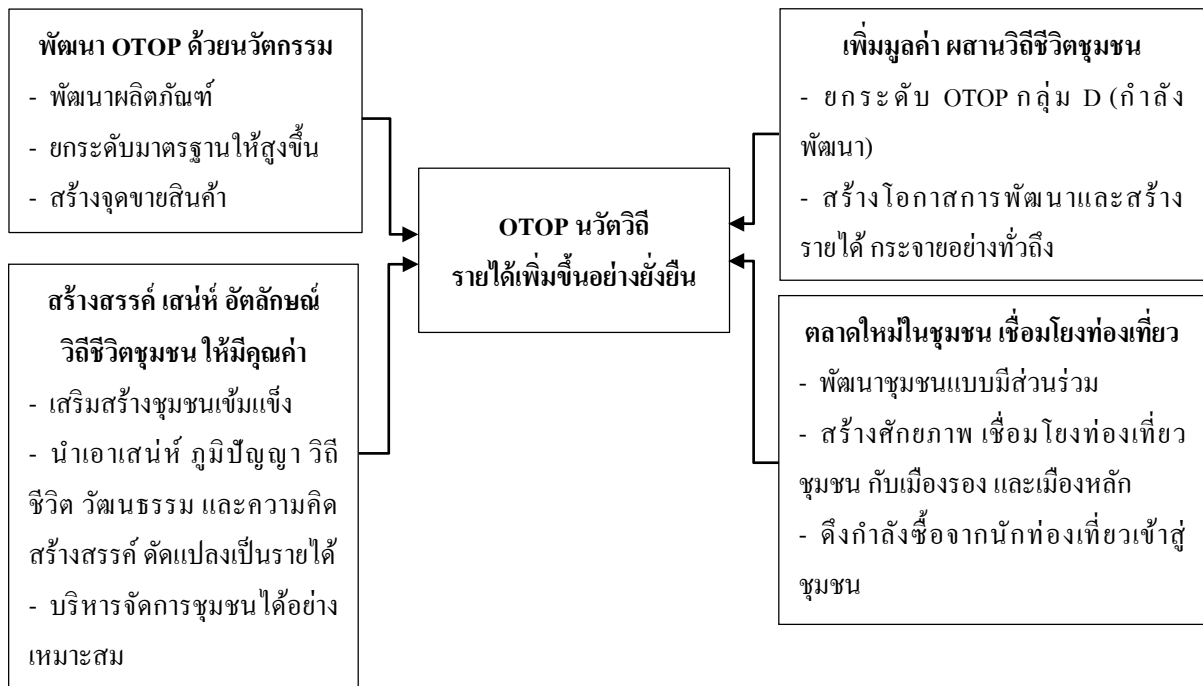 พัฒนา OTOP ด้วยนวัตกรรม
- พัฒนาผลิตภัณฑ์
- ยกระดับมาตรฐานให้สูงขึ้น
- สร้างจุดขายสินค้า
สร้างสรรค์ เสน่ห์ อัตลักษณ์
วิถีชีวิตชุมชน ให้มีคุณค่า
- เสริมสร้างชุมชนเข้มแข็ง
- นำเอาเสน่ห์ ภูมิปัญญา วิถี
ชีวิต วัฒนธรรม และความคิด
สร้างสรรค์ ดัดแปลงเป็นรายได้
- บริหารจัดการชุมชนได้อย่าง
เหมาะสม
OTOP นวัตวิถี
รายได้เพิ่มขึ้นอย่างยั่งยืน
เพิ่มมูลค่า ผสานวิถีชีวิตชุมชน
- ยกระดับ OTOP กลุ่ม D (กำลัง
พัฒนา)
- สร้างโอกาสการพัฒนาและสร้าง
รายได้ กระจายอย่างทั่วถึง
ตลาดใหม่ในชุมชน เชื่อมโยงท่องเที่ยว
- พัฒนาชุมชนแบบมีส่วนร่วม
- สร้างศักยภาพ เชื่อมโยงท่องเที่ยว
ชุมชน กับเมืองรอง และเมืองหลัก
- ดึงกำลังซื้อจากนักท่องเที่ยวเข้าสู่
ชุมชน